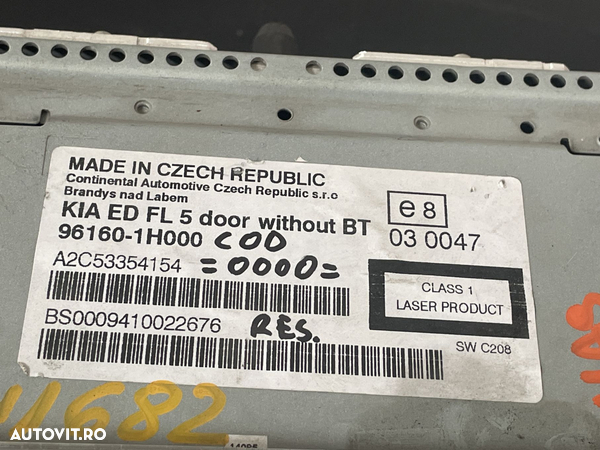 MADE IN CZECH REPUBLIC
Continental Automotive Czech Republic s.r.o
Brandys nad Labem
KIA ED FL 5 door without BT
96160-1H000 COD
A2C53354154 =0000=
BS0009410022676 RES.
e8
03 0047
CLASS 1
LASER PRODUCT
SW C208
11682
AUTOVIT.RO